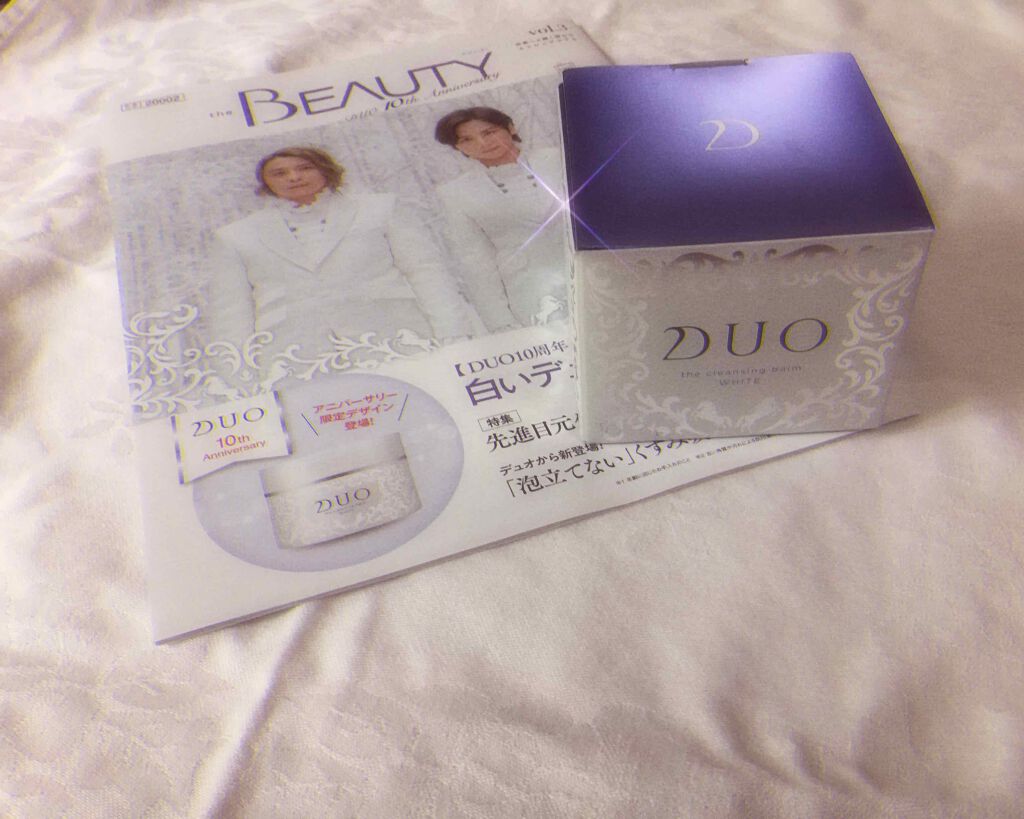 vol.3
20002
the BEAUTY
DUO 10th Anniversary
D
DUO
the cleansing balm
WHITE
【DUO10周年
白いデ
特集
先進目元
デュオから新登場!
「泡立てない」くすみ
アニバーサリー
限定デザイン
登場!
DUO
10th
Anniversary
DUO